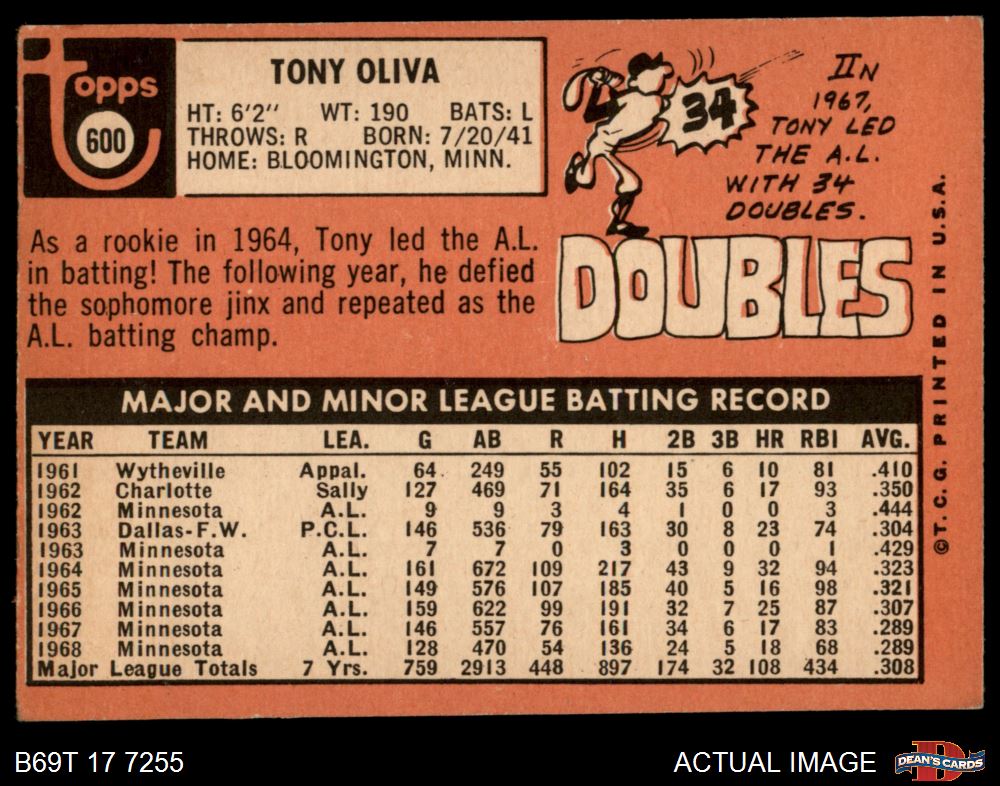 Topps
600
TONY OLIVA
HT: 6'2" WT: 190 BATS: L
THROWS: R BORN: 7/20/41
HOME: BLOOMINGTON, MINN.
As a rookie in 1964, Tony led the A.L.
in batting! The following year, he defied
the sophomore jinx and repeated as the
A.L. batting champ.
34
IIN
1967,
TONY LED
THE A.L.
WITH 34
DOUBLES.
DOUBLES
©T.C.G. PRINTED IN U.S.A.
MAJOR AND MINOR LEAGUE BATTING RECORD
YEAR TEAM LEA. G AB R H 2B 3B HR RBI AVG.
1961 Wytheville Appal. 64 249 55 102 15 6 10 81 .410
1962 Charlotte Sally 127 469 71 164 35 6 17 93 .350
1962 Minnesota A.L. 9 9 3 4 1 0 0 3 .444
1963 Dallas-F.W. P.C.L. 146 536 79 163 30 8 23 74 .304
1963 Minnesota A.L. 7 7 0 3 0 0 0 1 .429
1964 Minnesota A.L. 161 672 109 217 43 9 32 94 .323
1965 Minnesota A.L. 149 576 107 185 40 5 16 98 .321
1966 Minnesota A.L. 159 622 99 191 32 7 25 87 .307
1967 Minnesota A.L. 146 557 76 161 34 6 17 83 .289
1968 Minnesota A.L. 128 470 54 136 24 5 18 68 .289
Major League Totals 7 Yrs. 759 2913 448 897 174 32 108 434 .308
B69T 17 7255
ACTUAL IMAGE
DEAN'S CARDS